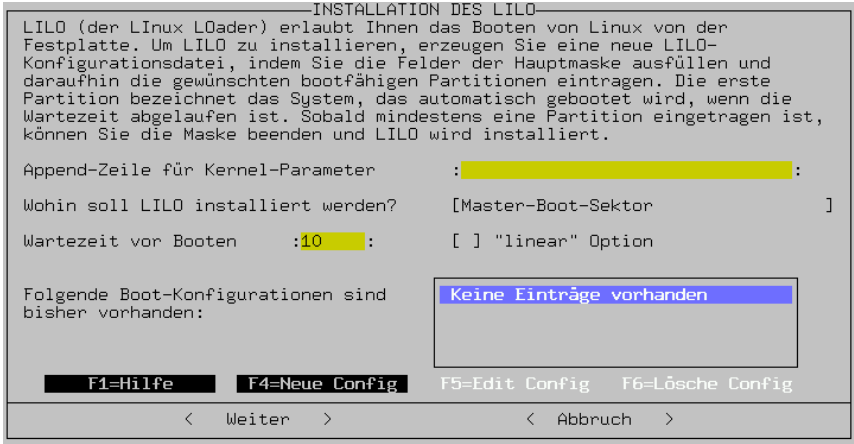 INSTALLATION DES LILO
LILO (der LInux LOader) erlaubt Ihnen das Booten von Linux von der
Festplatte. Um LILO zu installieren, erzeugen Sie eine neue LILO-
Konfigurationsdatei, indem Sie die Felder der Hauptmaske ausfüllen und
daraufhin die gewünschten bootfähigen Partitionen eintragen. Die erste
Partition bezeichnet das System, das automatisch gebootet wird, wenn die
Wartezeit abgelaufen ist. Sobald mindestens eine Partition eingetragen ist,
können Sie die Maske beenden und LILO wird installiert.
Append-Zeile für Kernel-Parameter : :
Wohin soll LILO installiert werden? [Master-Boot-Sektor ]
Wartezeit vor Booten :10 : [ ] "linear" Option
Folgende Boot-Konfigurationen sind
bisher vorhanden:
Keine Einträge vorhanden
F1=Hilfe F4=Neue Config F5=Edit Config F6=Lösche Config
< Weiter > < Abbruch >